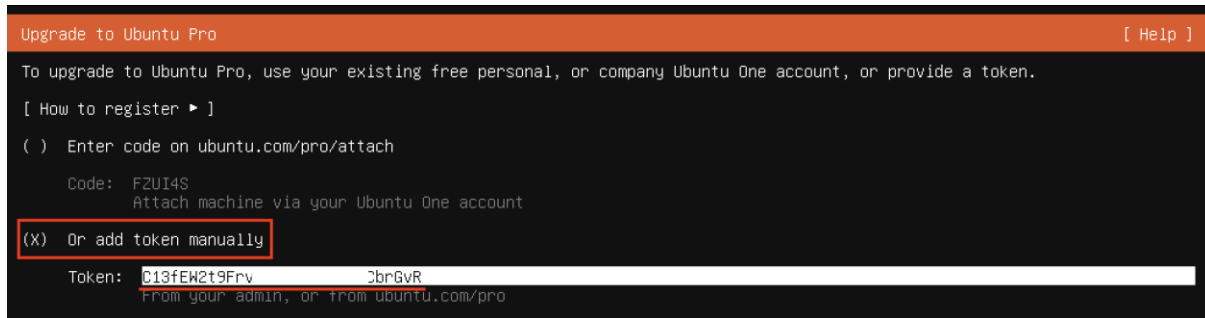 Upgrade to Ubuntu Pro [ Help ]
To upgrade to Ubuntu Pro, use your existing free personal, or company Ubuntu One account, or provide a token.
[ How to register ▸ ]
( ) Enter code on ubuntu.com/pro/attach
Code: FZUI4S
Attach machine via your Ubuntu One account
(X) Or add token manually
Token:
From your admin, or from ubuntu.com/pro